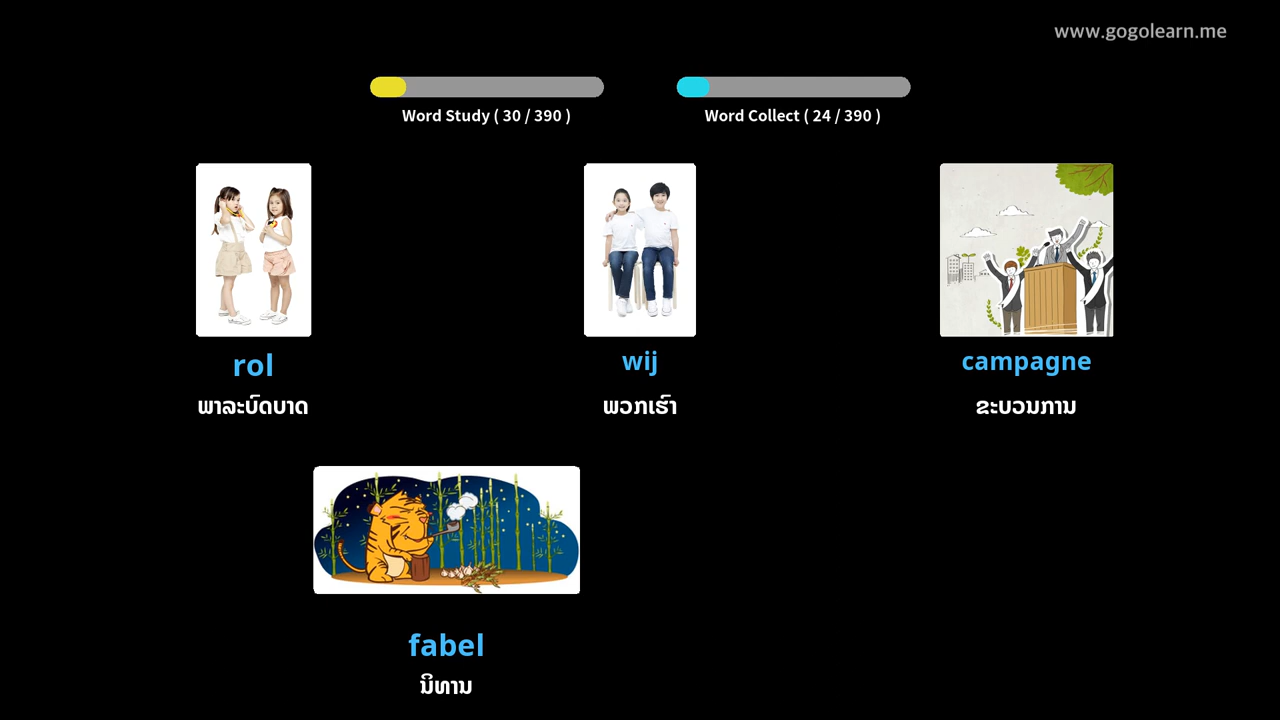 www.gogolearn.me
Word Study ( 30 / 390 )
Word Collect ( 24 / 390 )
rol
wij
campagne
ພາລະບົດບາດ
ພວກເຮົາ
ຂະບວນການ
fabel
ນິທານ